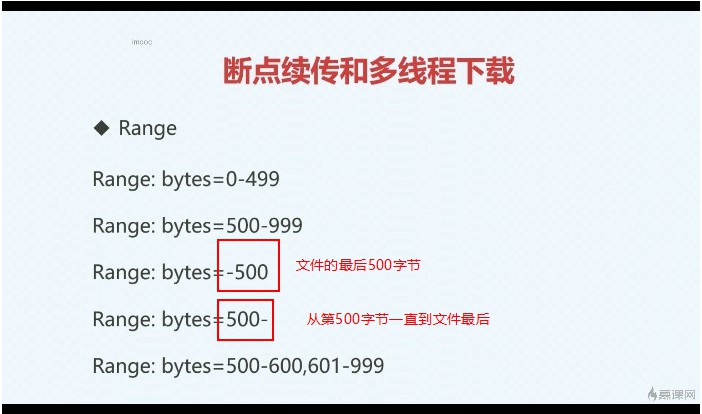 imooc
断点续传和多线程下载
◆ Range
Range: bytes=0-499
Range: bytes=500-999
Range: bytes=-500 文件的最后500字节
Range: bytes=500- 从第500字节一直到文件最后
Range: bytes=500-600,601-999
慕课网